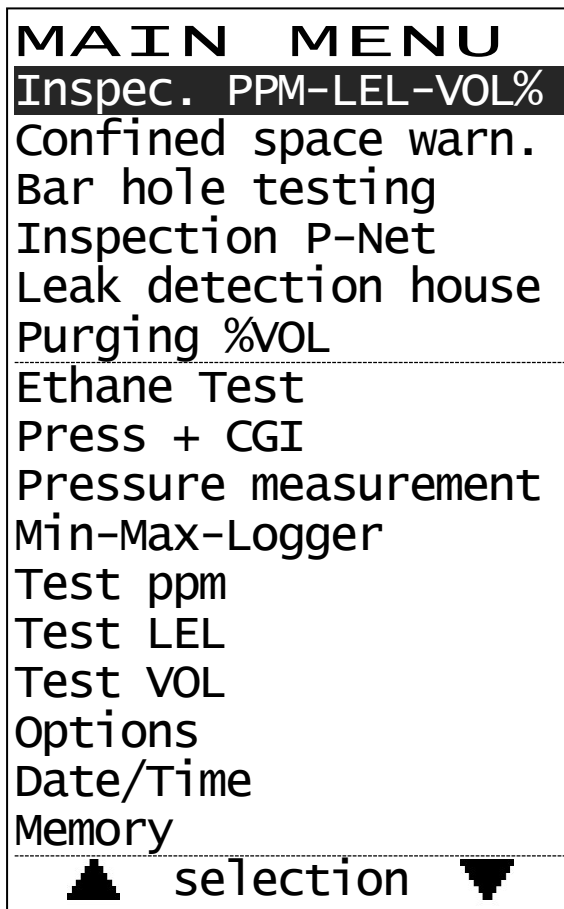 MAIN MENU
Inspec. PPM-LEL-VOL%
Confined space warn.
Bar hole testing
Inspection P-Net
Leak detection house
Purging %VOL
Ethane Test
Press + CGI
Pressure measurement
Min-Max-Logger
Test ppm
Test LEL
Test VOL
Options
Date/Time
Memory
selection